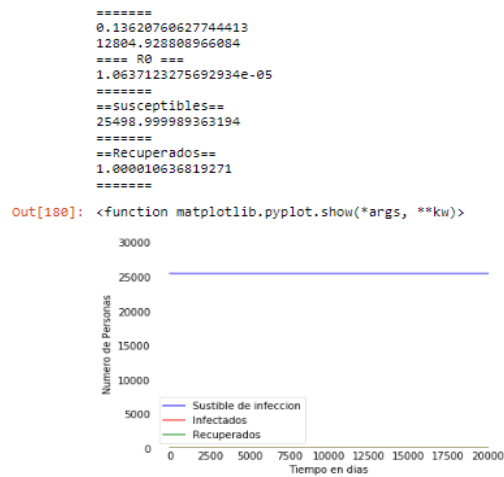 =======
0.13620760627744413
12804.928808966084
==== R0 ===
1.0637123275692934e-05
=======
==susceptibles==
25498.999989363194
=======
==Recuperados==
1.000010636819271
=======
Out[180]: <function matplotlib.pyplot.show(*args, **kw)>
30000
25000
20000
15000
10000
5000
0
Numero de Personas
Sustible de infeccion
Infectados
Recuperados
0 2500 5000 7500 10000 12500 15000 17500 20000
Tiempo en dias